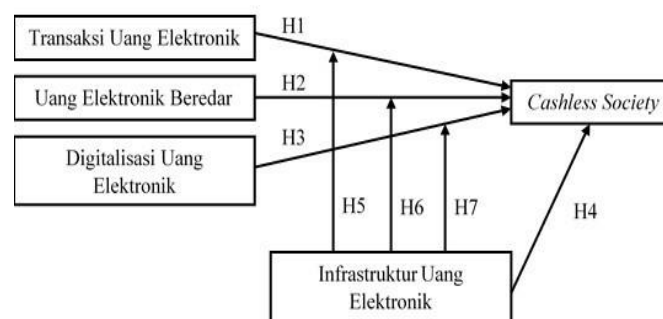 Transaksi Uang Elektronik
H1
Uang Elektronik Beredar
H2
Cashless Society
Digitalisasi Uang
Elektronik
H3
H5
H6
H7
H4
Infrastruktur Uang
Elektronik